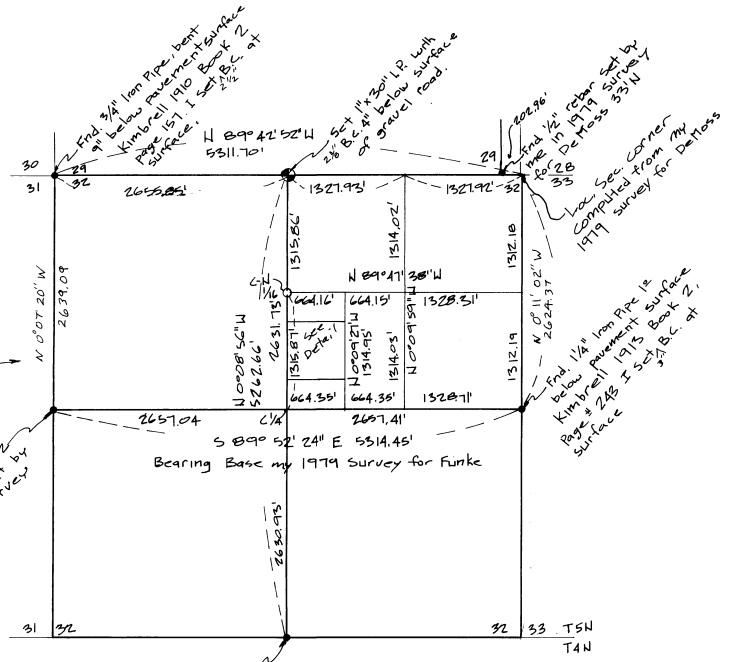 Fnd. 3/4" Iron Pipe, bent
9" below pavement surface
Kimbrell 1910 Book 2
Page 157. I set B.C. at
2 1/2"
surface.
Set 1" x 30" I.P. with
2 1/2" B.C. 4" below surface
of gravel road.
202.96'
Fnd. 1/2" rebar set by
me in 1979 survey
for DeMoss 33'N
Loc. Sec. corner
computed from my
1979 survey for DeMoss
N 89°42'52"W
5311.70'
30
29
31
32
29
28
32
33
2655.85'
1327.93'
1327.92'
1315.86'
1314.02'
1312.18
N 0°07'20"W
2639.09
N 0°11'02"W
2624.37
N 89°47'38"W
C-N
1/16
664.16'
664.15'
1328.31'
N 0°08'56"W
5262.66'
2631.73'
1315.87'
See
Detail
N 0°09'27"W
1314.95'
1314.03'
N 0°09'59"W
1312.19
664.35'
664.35'
1328.71'
Fnd. 1 1/4" Iron Pipe 12
below pavement surface
Kimbrell 1913 Book 2,
Page # 243 I set B.C. at
surface
2657.04
C 1/4
2657.41'
S 89°52'24" E 5314.45'
Bearing Base my 1979 Survey for Funke
2
by
rvey
2630.93'
31
32
32
33
T5N
T4N